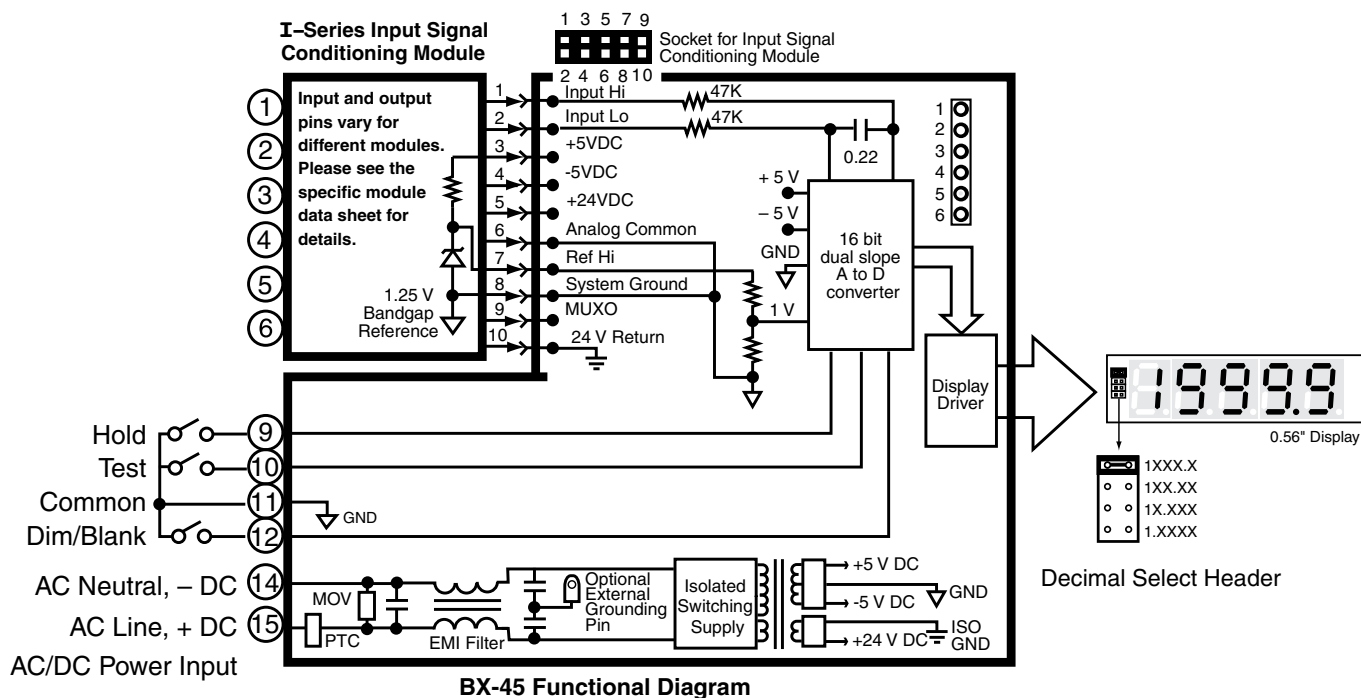 I–Series Input Signal
Conditioning Module
1 3 5 7 9
Socket for Input Signal
Conditioning Module
2 4 6 8 10
1
2
3
4
5
6
Input and output
pins vary for
different modules.
Please see the
specific module
data sheet for
details.
1.25 V
Bandgap
Reference
1
2
3
4
5
6
7
8
9
10
Input Hi
47K
Input Lo
47K
+5VDC
-5VDC
+24VDC
Analog Common
Ref Hi
System Ground
MUXO
24 V Return
0.22
+ 5 V
– 5 V
GND
1 V
16 bit
dual slope
A to D
converter
1
2
3
4
5
6
Display
Driver
1999.9
0.56" Display
1XXX.X
1XX.XX
1X.XXX
1.XXXX
Decimal Select Header
Hold
9
Test
10
Common
11
GND
Dim/Blank
12
AC Neutral, – DC
14
AC Line, + DC
15
AC/DC Power Input
MOV
PTC
EMI Filter
Optional
External
Grounding
Pin
Isolated
Switching
Supply
+5 V DC
GND
-5 V DC
ISO
GND
+24 V DC
BX-45 Functional Diagram